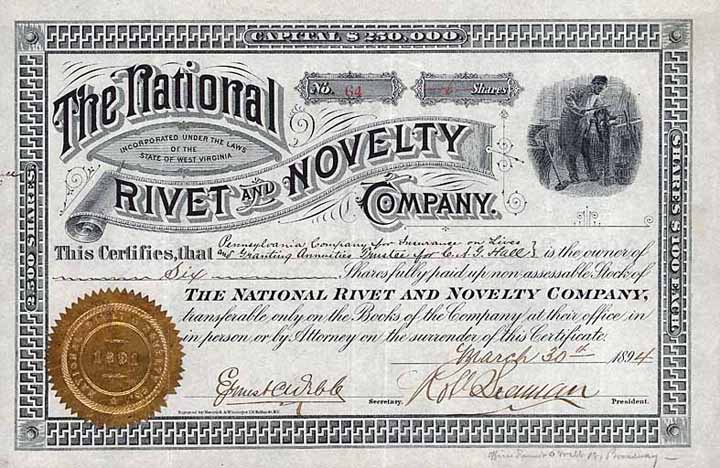 CAPITAL $250,000.
No. 64 6 Shares
The National
INCORPORATED UNDER THE LAWS
OF THE
STATE OF WEST VIRGINIA
RIVET AND NOVELTY
COMPANY.
2500 SHARES
SHARES $100 EACH
This Certifies, that Pennsylvania Company for Insurance on Lives
and Granting Annuities Trustee for C.A.G. Hall } is the owner of
Six Shares fully paid up non-assessable Stock of
THE NATIONAL RIVET AND NOVELTY COMPANY,
transferable only on the Books of the Company at their office in
in person or by Attorney on the surrender of this Certificate.
March 30th 1894
Secretary. President.
1891
Broadway